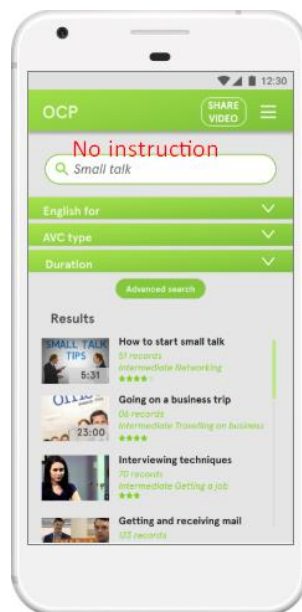 12:30
OCP
SHARE
VIDEO
No instruction
Small talk
English for
AVC type
Duration
Advanced search
Results
SMALL TALK
TIPS
5:31
How to start small talk
51 records
Intermediate Networking
23:00
Going on a business trip
06 records
Intermediate Travelling on business
Interviewing techniques
70 records
Intermediate Getting a job
Getting and receiving mail
123 records